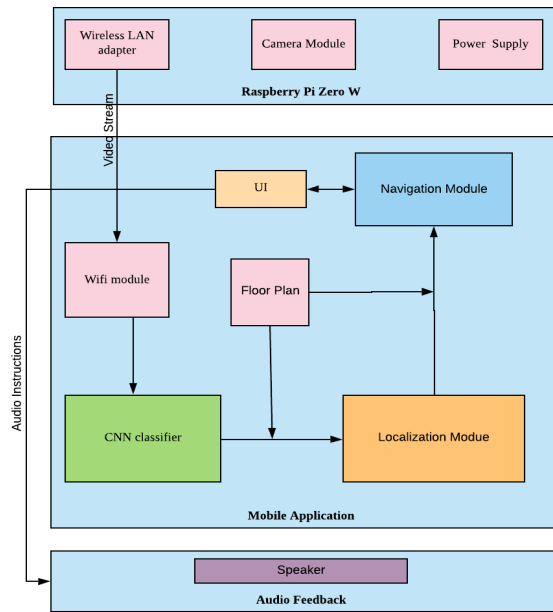 Wireless LAN
adapter
Camera Module
Power Supply
Raspberry Pi Zero W
Video Stream
UI
Navigation Module
Wifi module
Floor Plan
Audio Instructions
CNN classifier
Localization Modue
Mobile Application
Speaker
Audio Feedback